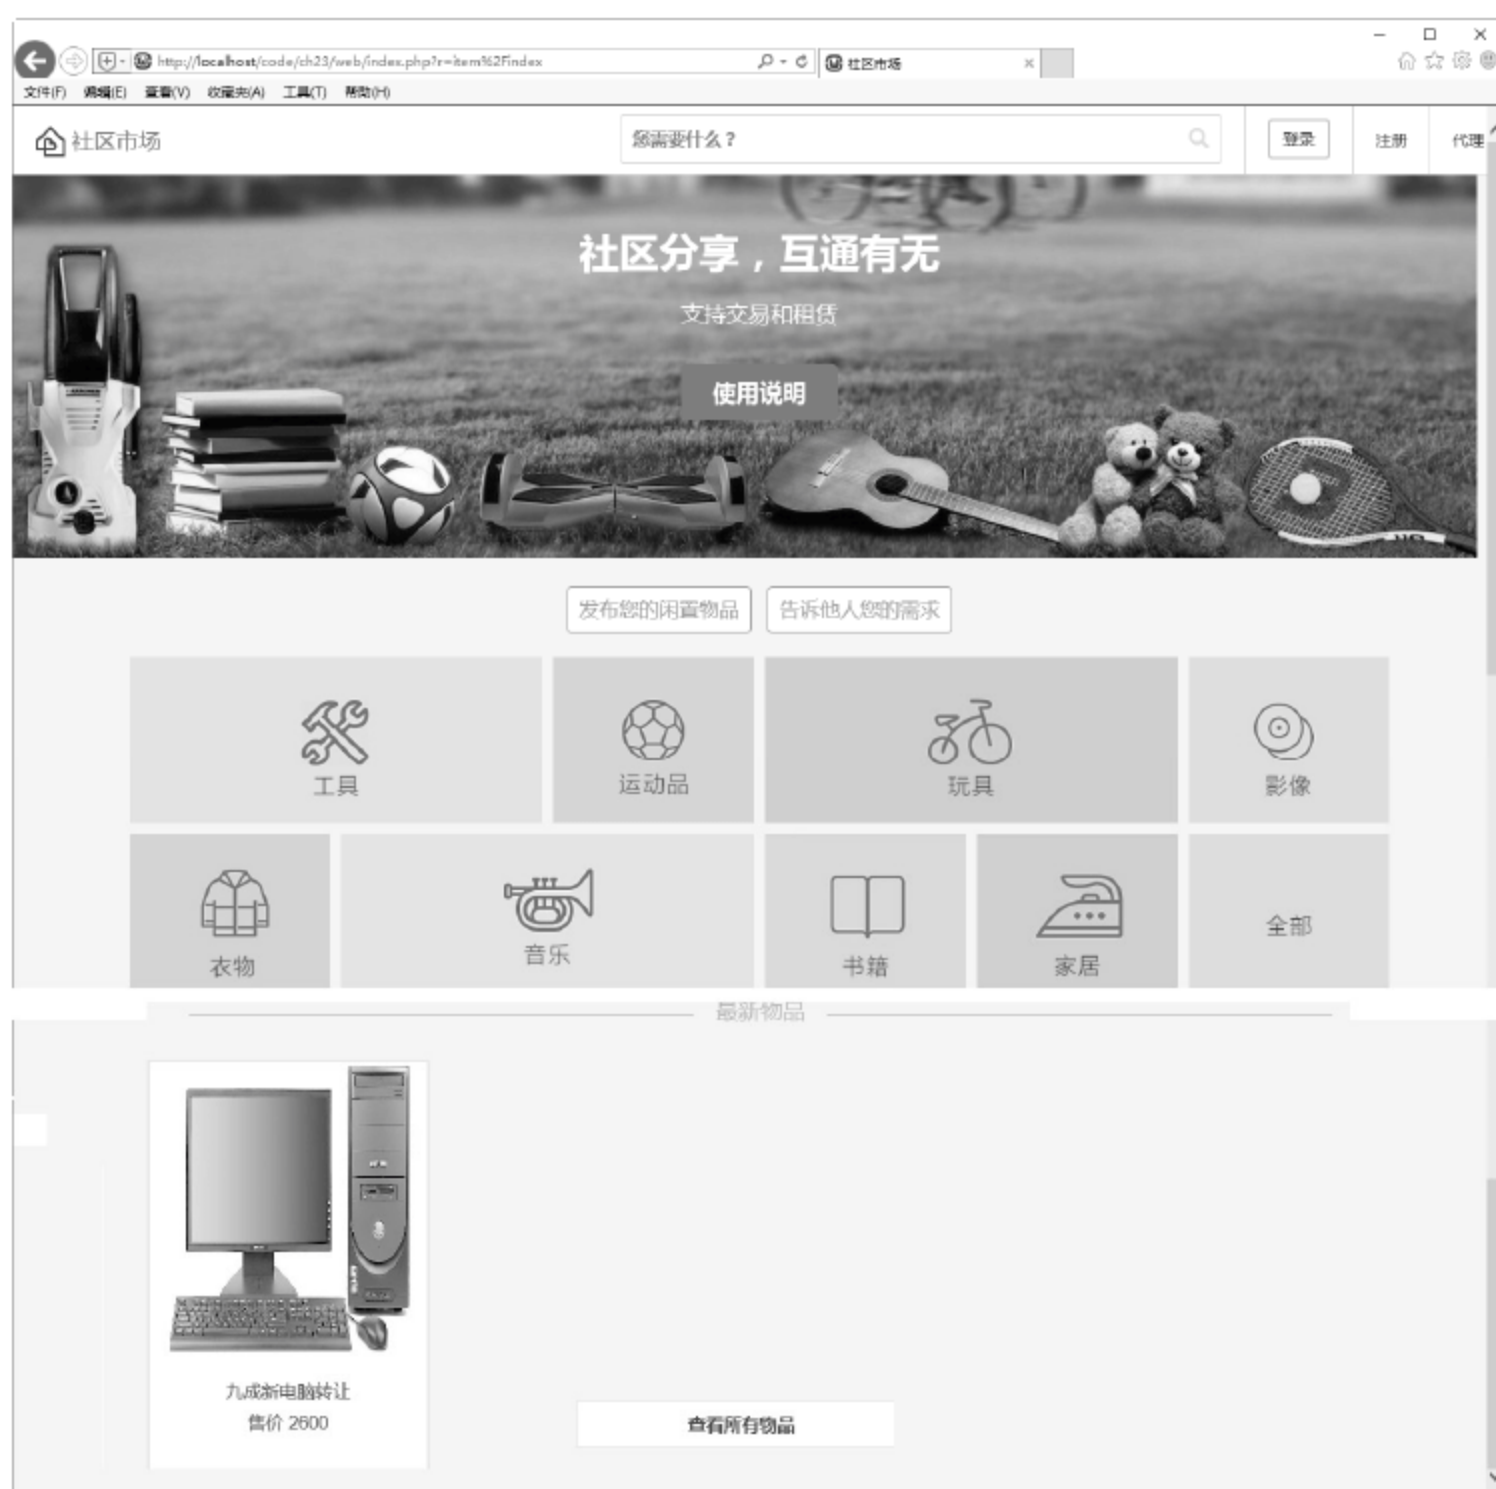 http://localhost/code/ch23/web/index.php?r=item%2Findex
社区市场
文件(F) 编辑(E) 查看(V) 收藏夹(A) 工具(T) 帮助(H)
社区市场
您需要什么？
登录
注册
代理
社区分享，互通有无
支持交易和租赁
使用说明
发布您的闲置物品
告诉他人您的需求
工具
运动品
玩具
影像
衣物
音乐
书籍
家居
全部
最新物品
九成新电脑转让
售价 2600
查看所有物品